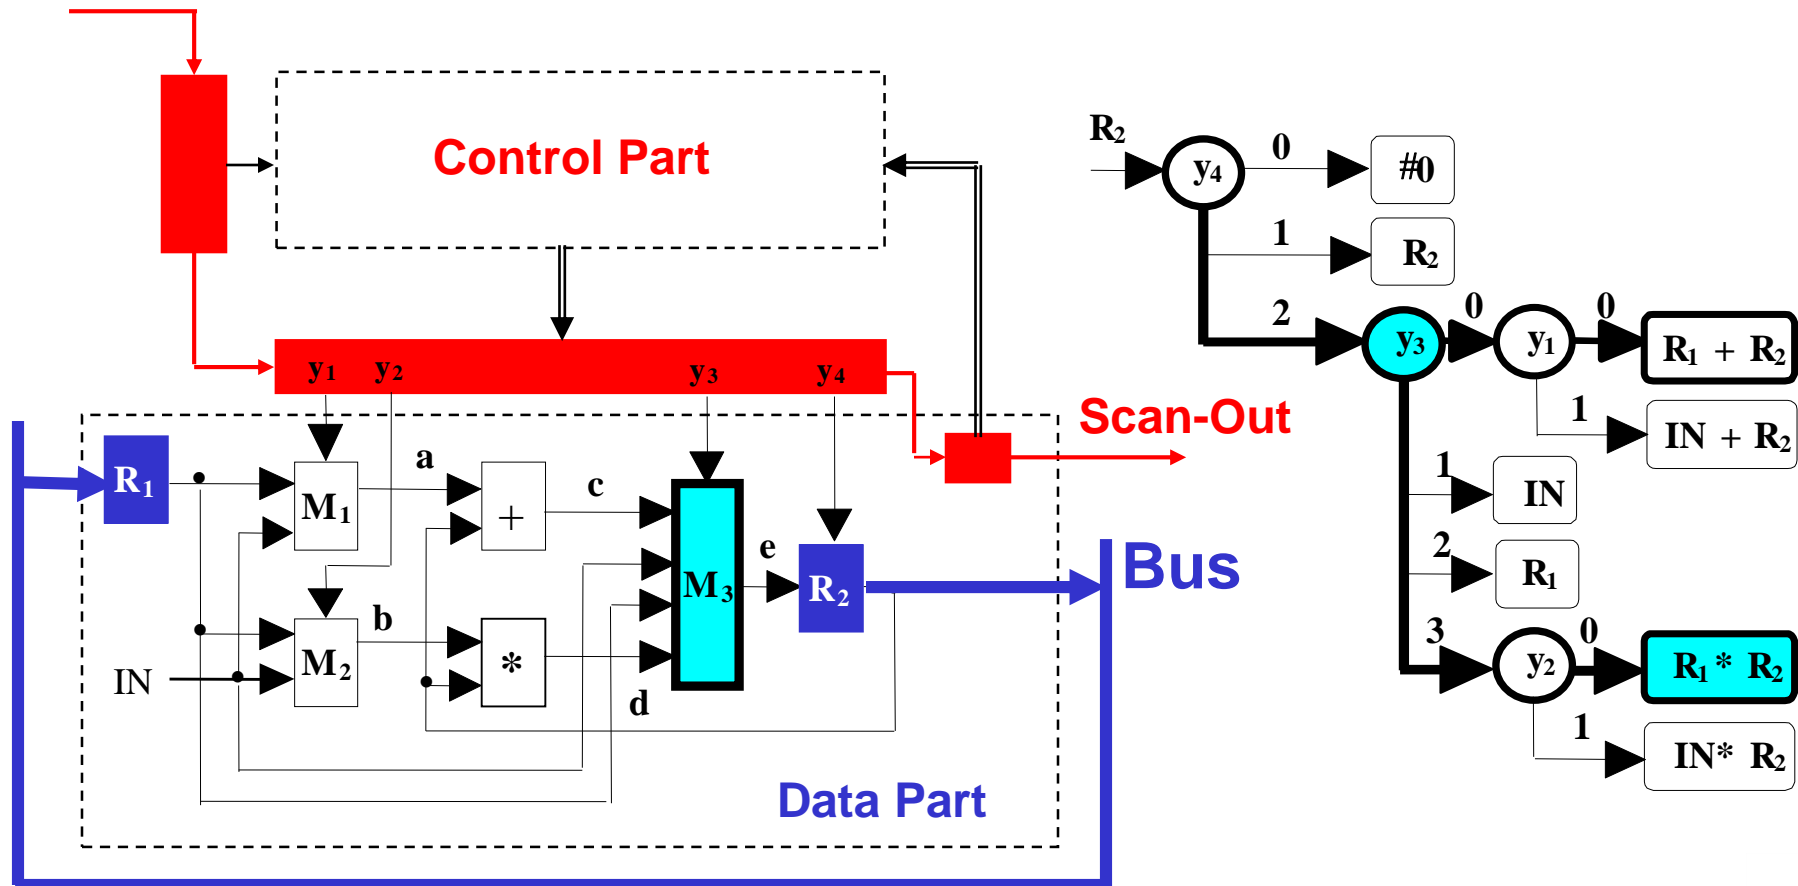 Control Part
y1 y2 y3 y4
Scan-Out
R1
M1
a
+
c
M3
e
R2
Bus
M2
b
*
d
IN
Data Part
R2
y4
0
#0
1
R2
2
y3
0
y1
0
R1 + R2
1
IN + R2
1
IN
2
R1
3
y2
0
R1 * R2
1
IN * R2